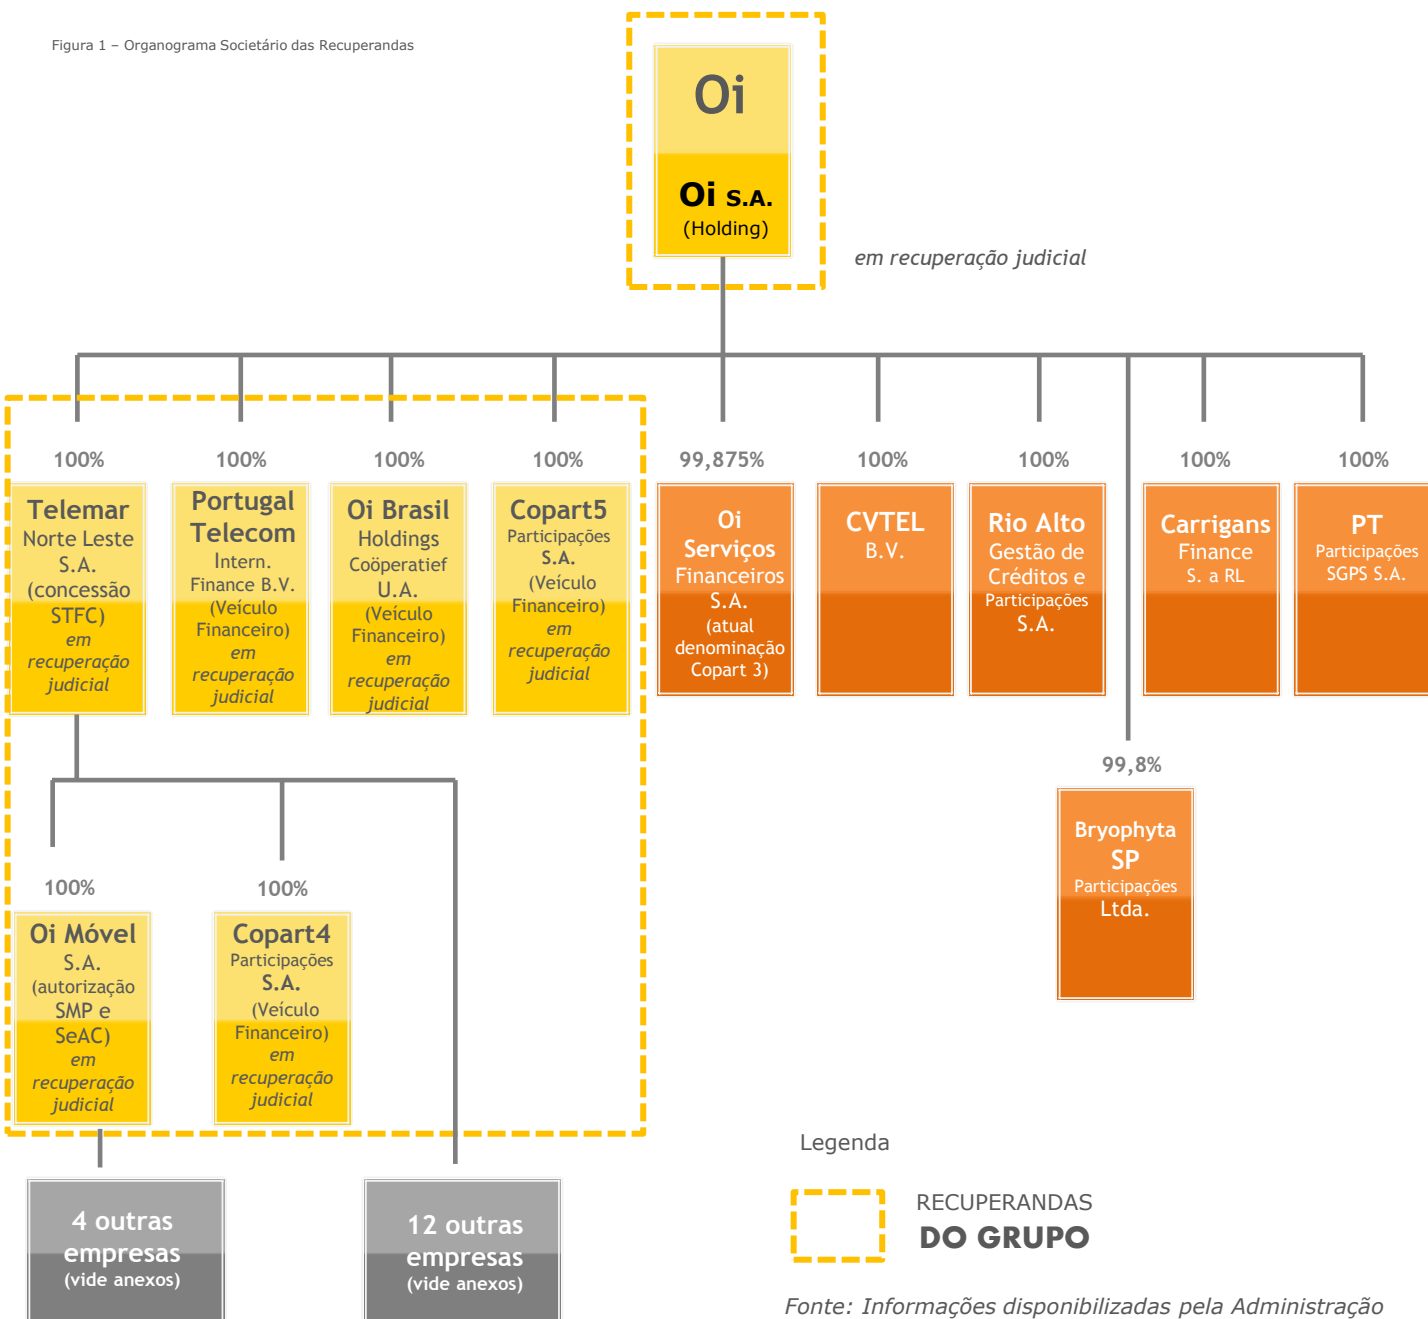 Figura 1 – Organograma Societário das Recuperandas
Oi
Oi S.A.
(Holding)
em recuperação judicial
100%
100%
100%
100%
99,875%
100%
100%
100%
100%
Telemar
Norte Leste
S.A.
(concessão
STFC)
em
recuperação
judicial
Portugal
Telecom
Intern.
Finance B.V.
(Veículo
Financeiro)
em
recuperação
judicial
Oi Brasil
Holdings
Coöperatief
U.A.
(Veículo
Financeiro)
em
recuperação
judicial
Copart5
Participações
S.A.
(Veículo
Financeiro)
em
recuperação
judicial
Oi
Serviços
Financeiros
S.A.
(atual
denominação
Copart 3)
CVTEL
B.V.
Rio Alto
Gestão de
Créditos e
Participações
S.A.
Carrigans
Finance
S. a RL
PT
Participações
SGPS S.A.
99,8%
Bryophyta
SP
Participações
Ltda.
100%
100%
Oi Móvel
S.A.
(autorização
SMP e
SeAC)
em
recuperação
judicial
Copart4
Participações
S.A.
(Veículo
Financeiro)
em
recuperação
judicial
4 outras
empresas
(vide anexos)
12 outras
empresas
(vide anexos)
Legenda
RECUPERANDAS
DO GRUPO
Fonte: Informações disponibilizadas pela Administração